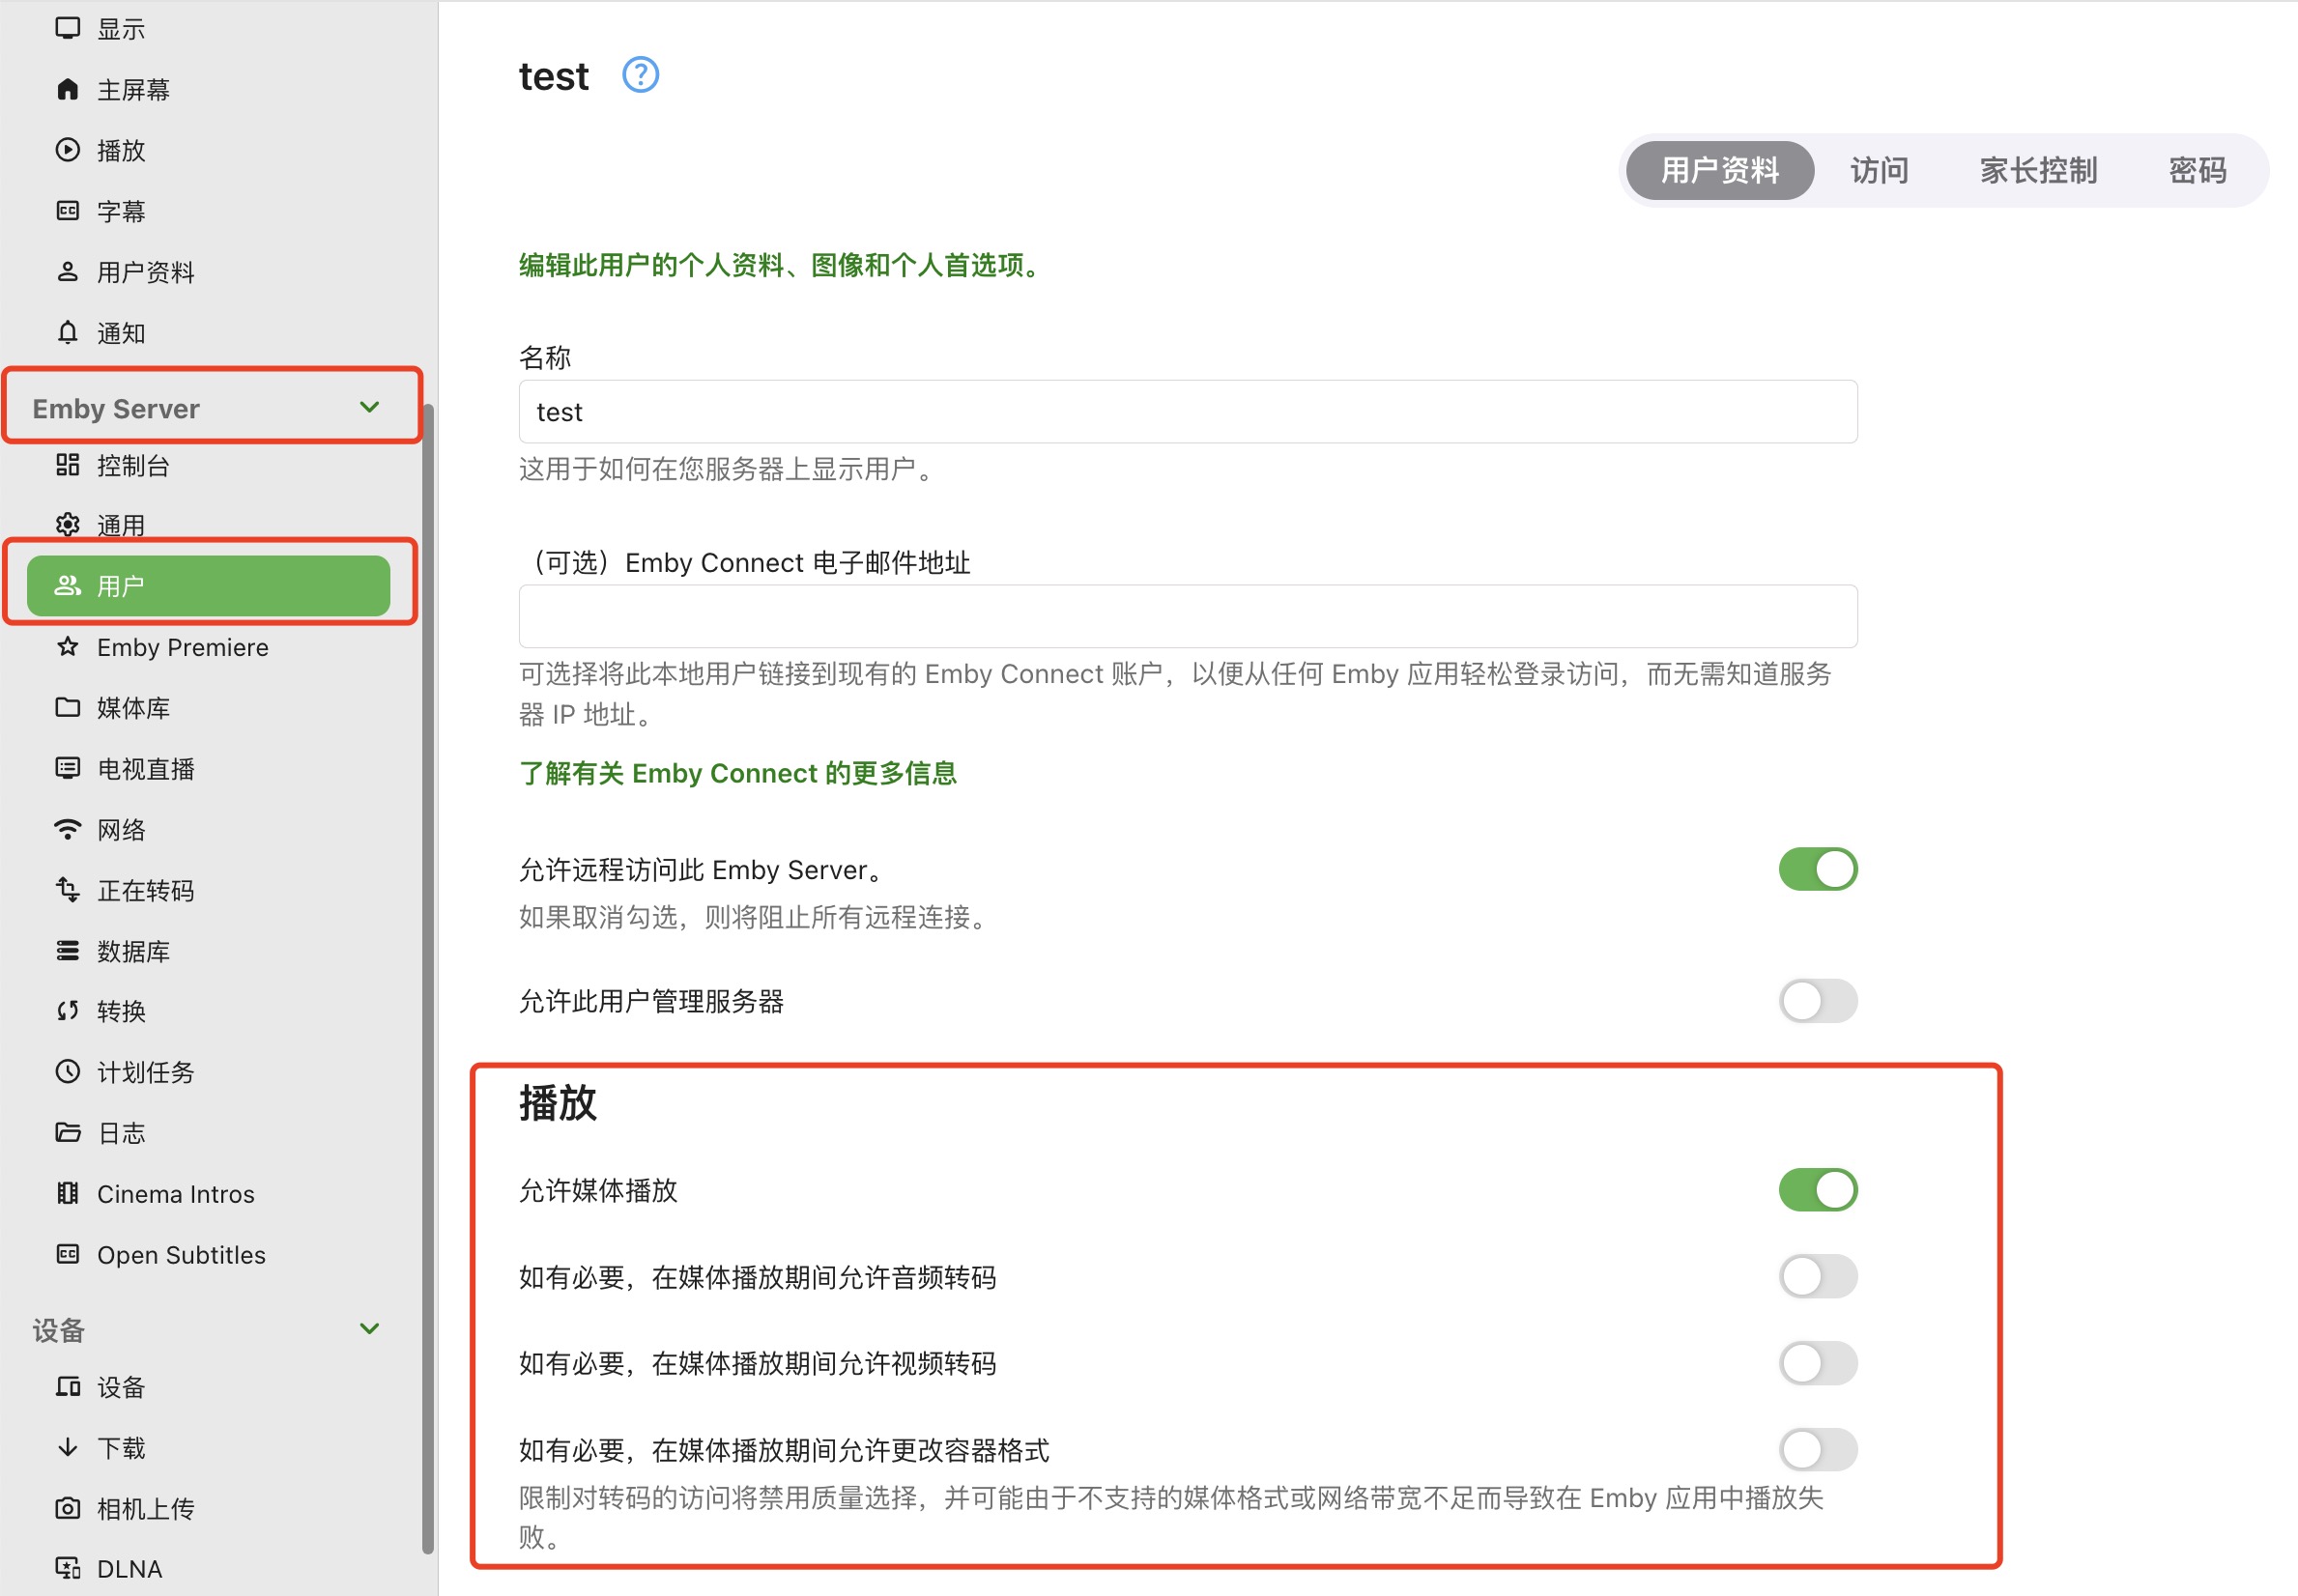 显示
主屏幕
播放
字幕
用户资料
通知
Emby Server
控制台
通用
用户
Emby Premiere
媒体库
电视直播
网络
正在转码
数据库
转换
计划任务
日志
Cinema Intros
Open Subtitles
设备
设备
下载
相机上传
DLNA
test
用户资料 访问 家长控制 密码
编辑此用户的个人资料、图像和个人首选项。
名称
test
这用于如何在您服务器上显示用户。
（可选）Emby Connect 电子邮件地址
可选择将此本地用户链接到现有的 Emby Connect 账户，以便从任何 Emby 应用轻松登录访问，而无需知道服务
器 IP 地址。
了解有关 Emby Connect 的更多信息
允许远程访问此 Emby Server。
如果取消勾选，则将阻止所有远程连接。
允许此用户管理服务器
播放
允许媒体播放
如有必要，在媒体播放期间允许音频转码
如有必要，在媒体播放期间允许视频转码
如有必要，在媒体播放期间允许更改容器格式
限制对转码的访问将禁用质量选择，并可能由于不支持的媒体格式或网络带宽不足而导致在 Emby 应用中播放失
败。